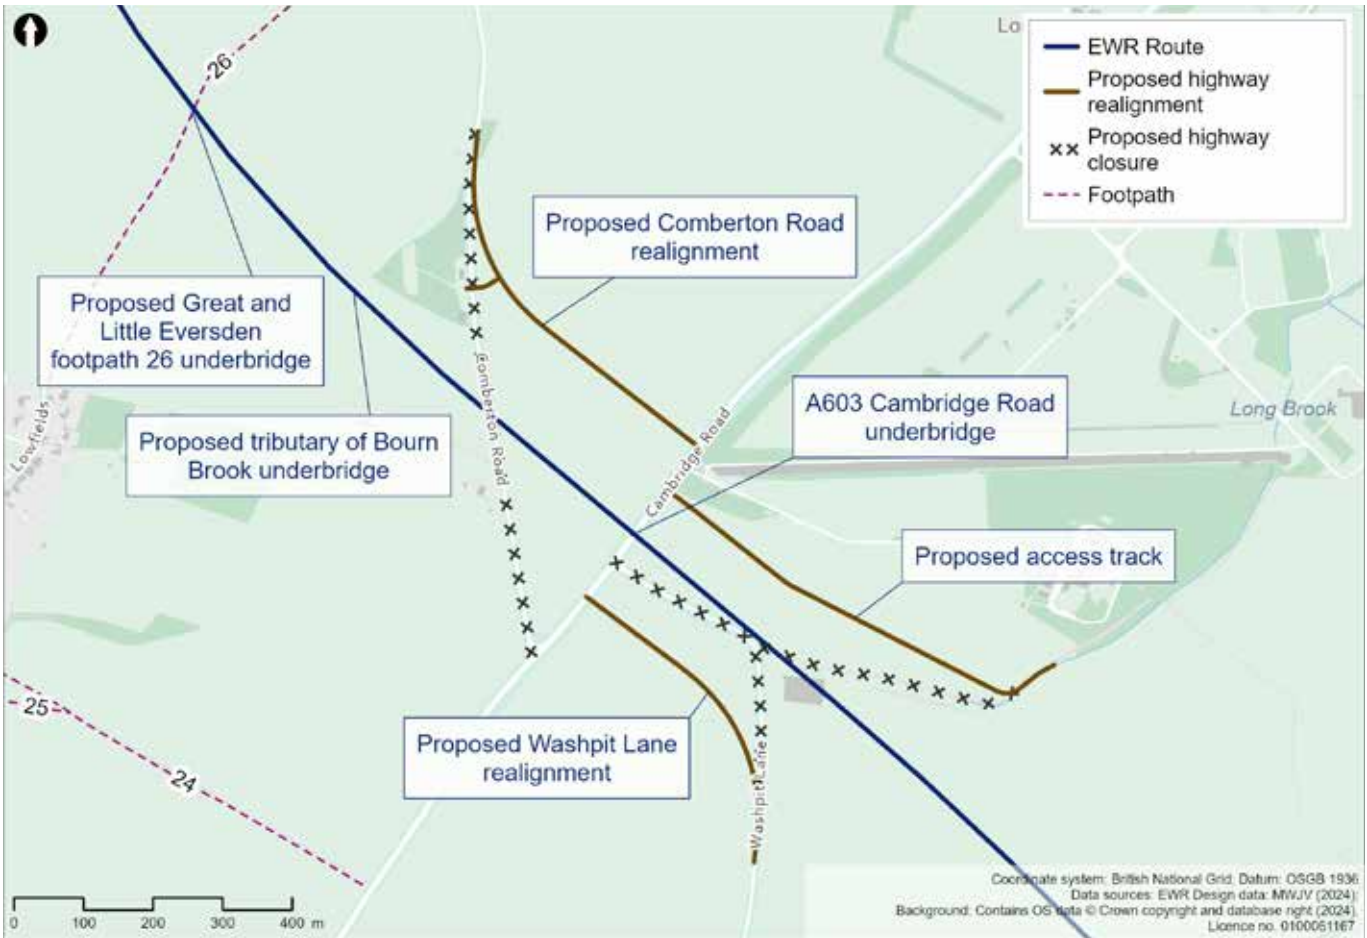 26
Lo
EWR Route
Proposed highway
realignment
Proposed highway
closure
Footpath
Proposed Comberton Road
realignment
Proposed Great and
Little Eversden
footpath 26 underbridge
Comberton Road
A603 Cambridge Road
underbridge
Long Brook
Lowfields
Proposed tributary of Bourn
Brook underbridge
Cambridge Road
Proposed access track
25
24
Proposed Washpit Lane
realignment
Washpit Lane
0 100 200 300 400 m
Coordinate system: British National Grid; Datum: OSGB 1936
Data sources: EWR Design data: MWJV (2024);
Background: Contains OS data © Crown copyright and database right (2024).
Licence no. 0100061167